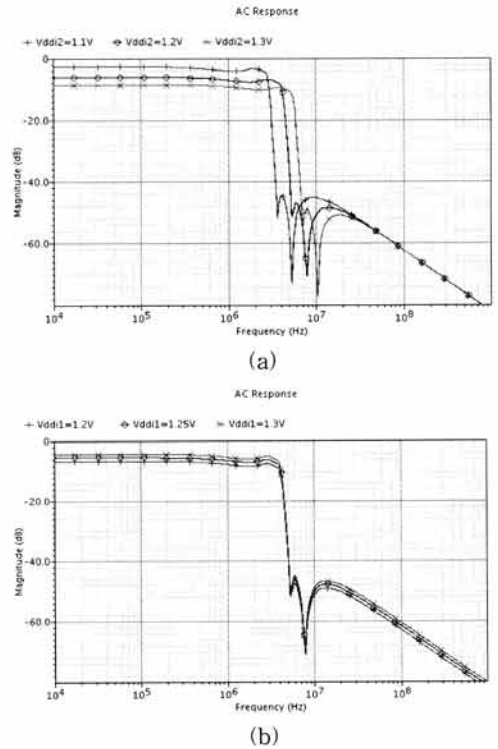 AC Response
Vddi2=1.1V Vddi2=1.2V Vddi2=1.3V
0
-20.0
-40.0
-60.0
Magnitude (dB)
10⁴ 10⁵ 10⁶ 10⁷ 10⁸
Frequency (Hz)
(a)
AC Response
Vddi1=1.2V Vddi1=1.25V Vddi1=1.3V
0
-20.0
-40.0
-60.0
Magnitude (dB)
10⁴ 10⁵ 10⁶ 10⁷ 10⁸
Frequency (Hz)
(b)